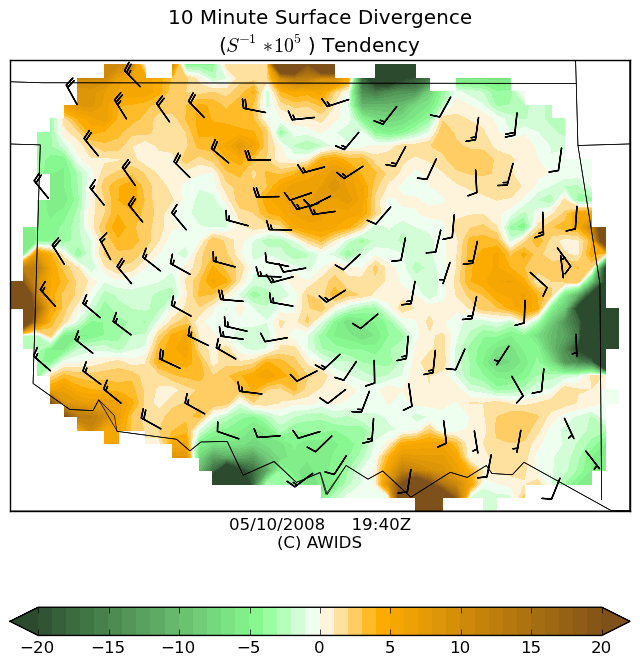 10 Minute Surface Divergence
(S⁻¹ * 10⁵ ) Tendency
05/10/2008 19:40Z
(C) AWIDS
−20 −15 −10 −5 0 5 10 15 20